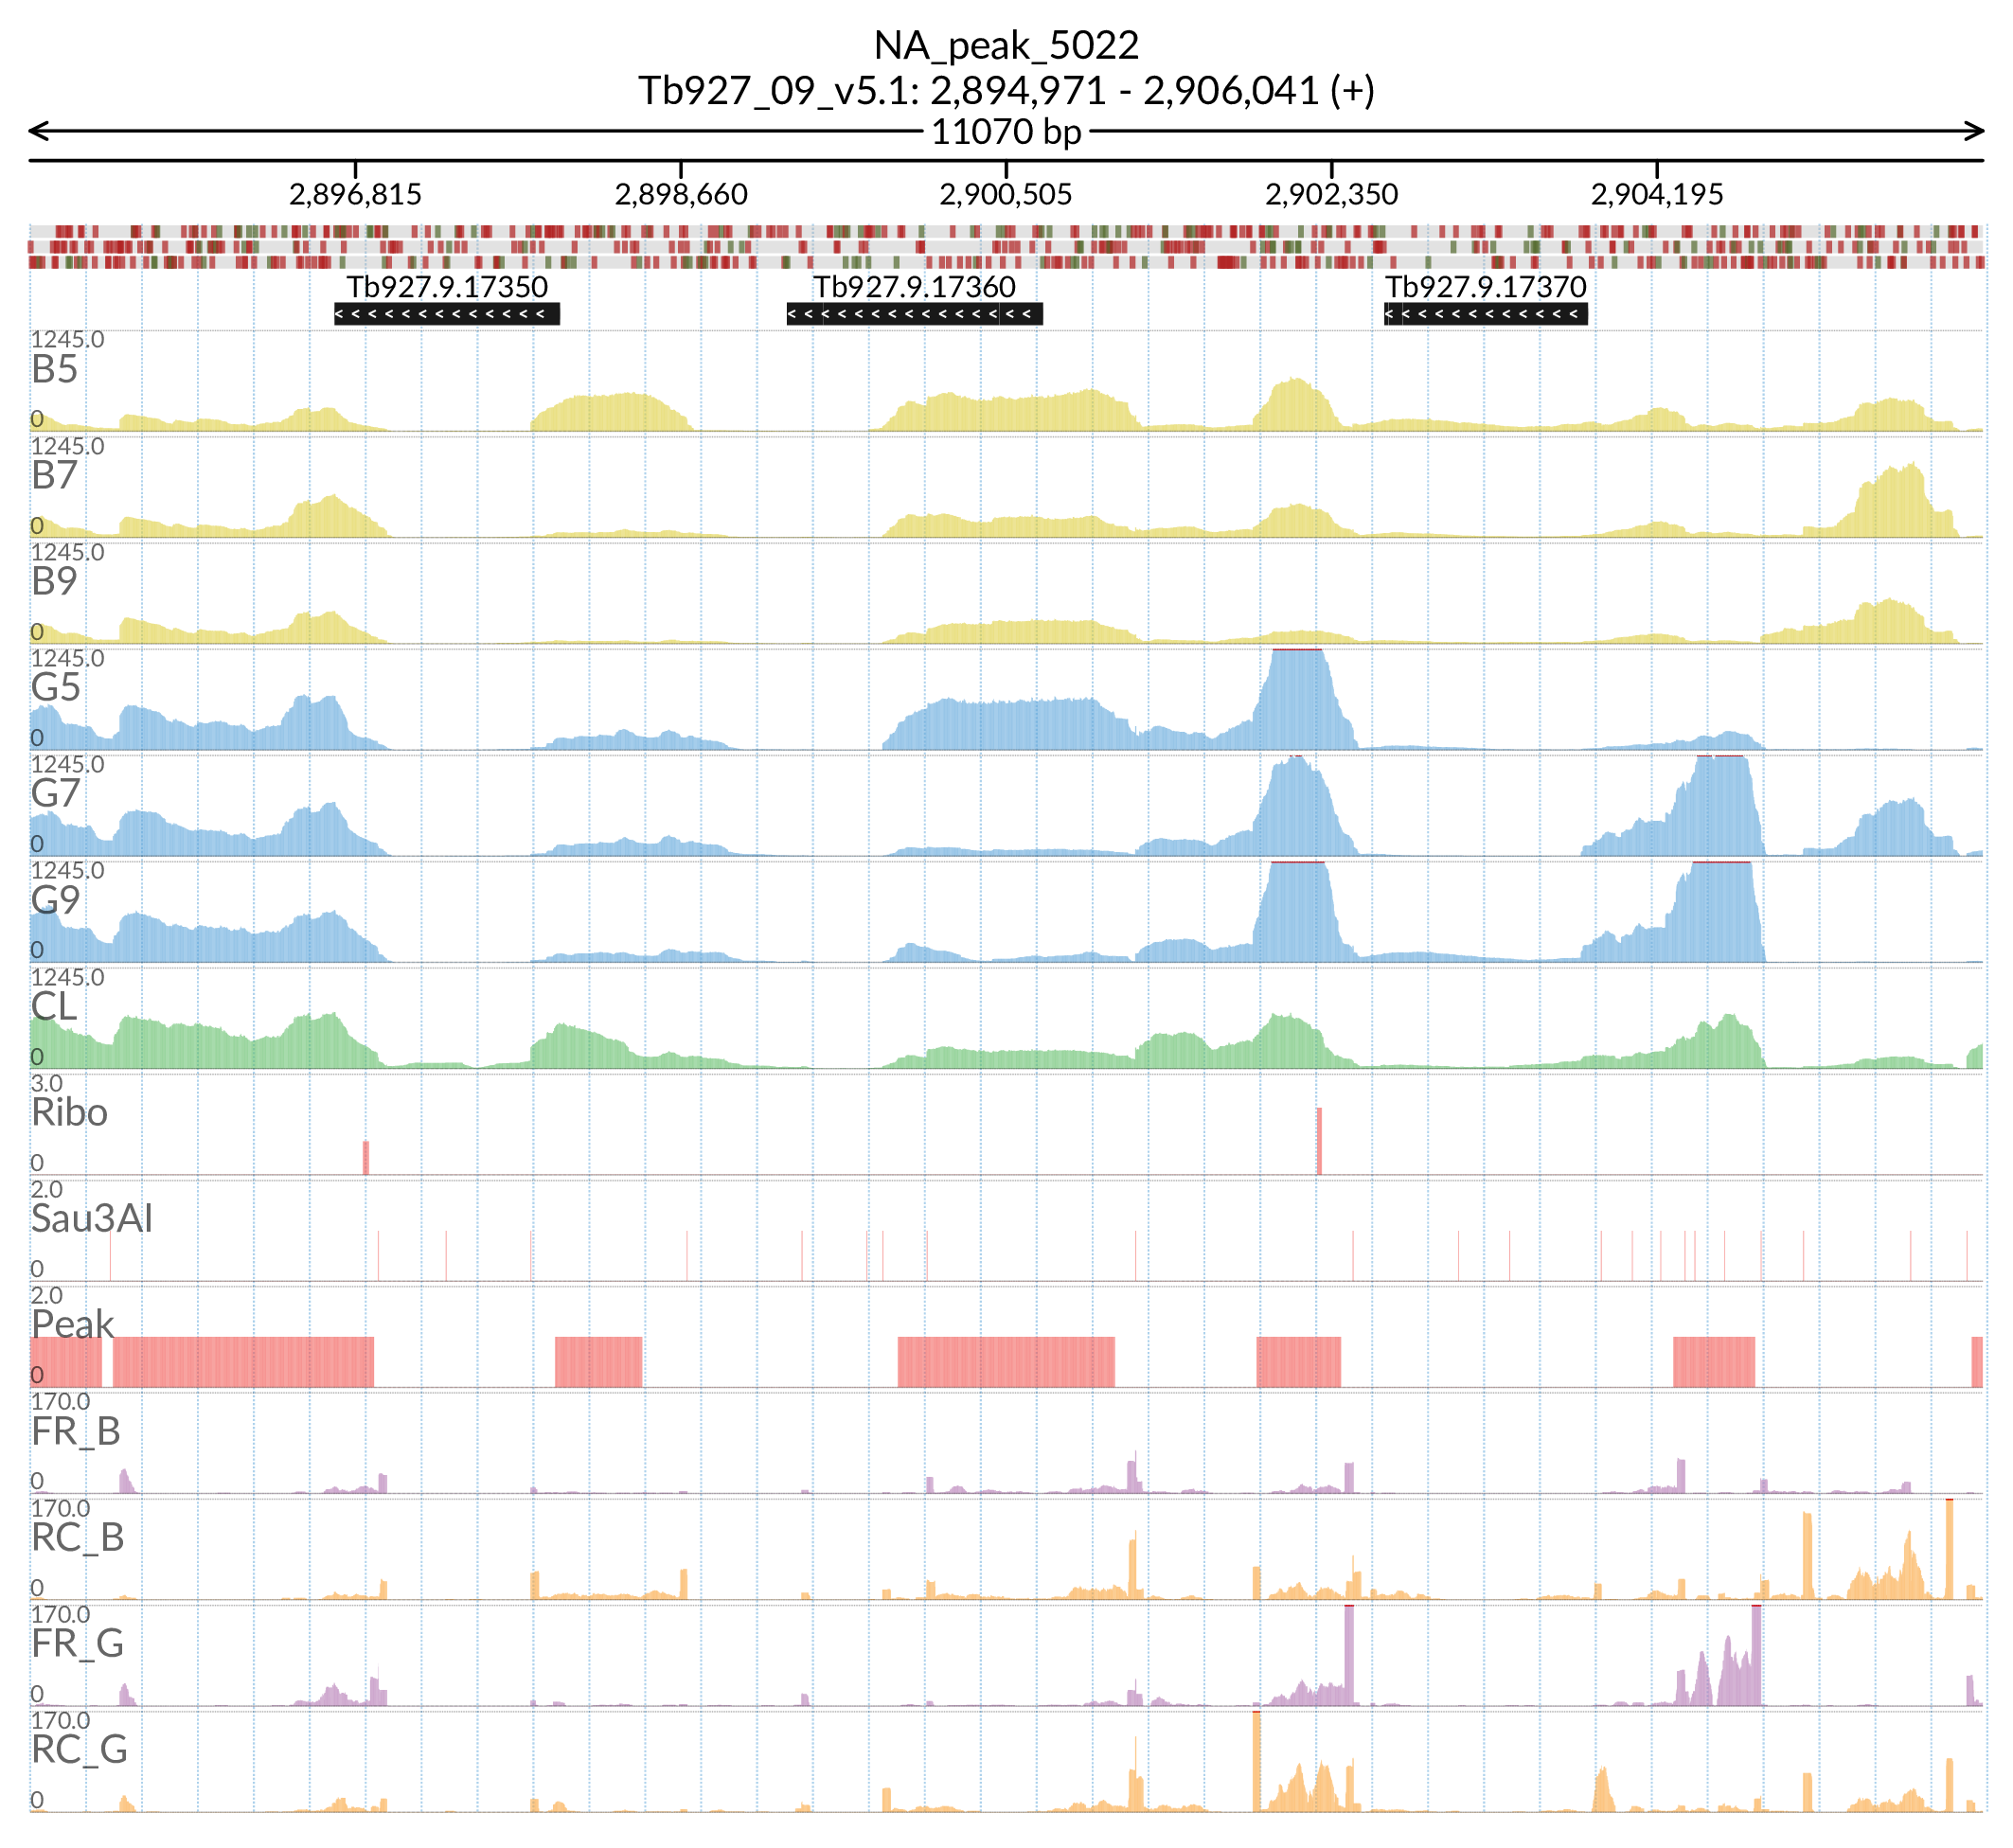 NA_peak_5022
Tb927_09_v5.1: 2,894,971 - 2,906,041 (+)
11070 bp
2,896,815 2,898,660 2,900,505 2,902,350 2,904,195
Tb927.9.17350 Tb927.9.17360 Tb927.9.17370
1245.0
B5
0
1245.0
B7
0
1245.0
B9
0
1245.0
G5
0
1245.0
G7
0
1245.0
G9
0
1245.0
CL
0
3.0
Ribo
0
2.0
Sau3AI
0
2.0
Peak
0
170.0
FR_B
0
170.0
RC_B
0
170.0
FR_G
0
170.0
RC_G
0